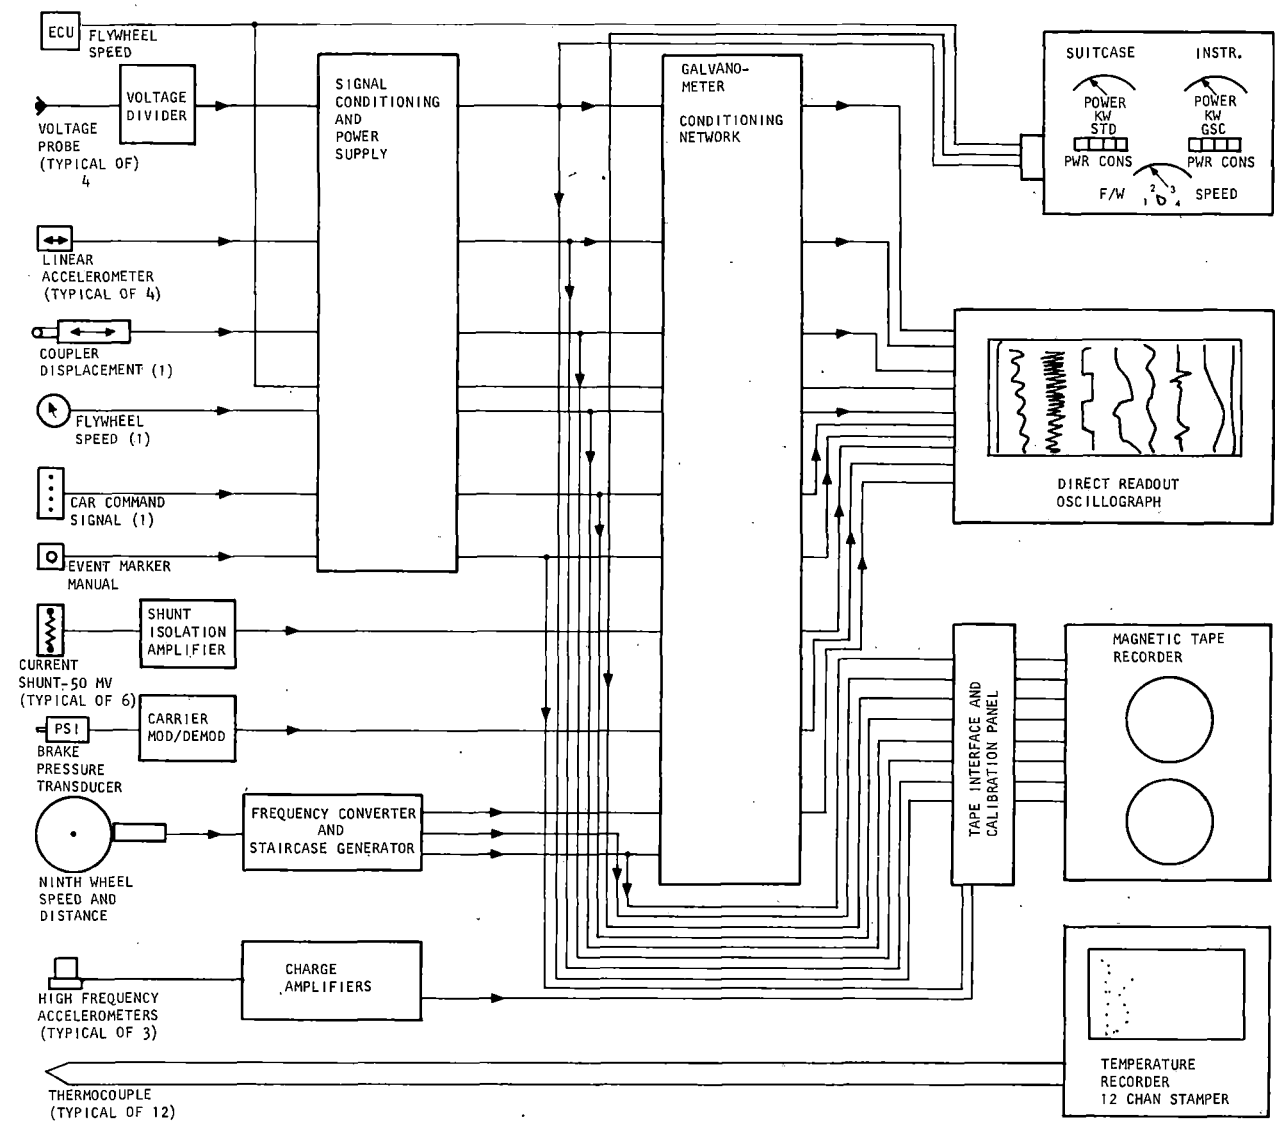 ECU
FLYWHEEL
SPEED
VOLTAGE
DIVIDER
VOLTAGE
PROBE
(TYPICAL OF)
4
LINEAR
ACCELEROMETER
(TYPICAL OF 4)
COUPLER
DISPLACEMENT (1)
FLYWHEEL
SPEED (1)
CAR COMMAND
SIGNAL (1)
EVENT MARKER
MANUAL
SHUNT
ISOLATION
AMPLIFIER
CURRENT
SHUNT-50 MV
(TYPICAL OF 6)
PSI
CARRIER
MOD/DEMOD
BRAKE
PRESSURE
TRANSDUCER
FREQUENCY CONVERTER
AND
STAIRCASE GENERATOR
NINTH WHEEL
SPEED AND
DISTANCE
CHARGE
AMPLIFIERS
HIGH FREQUENCY
ACCELEROMETERS
(TYPICAL OF 3)
THERMOCOUPLE
(TYPICAL OF 12)
SIGNAL
CONDITIONING
AND
POWER
SUPPLY
GALVANO-
METER
CONDITIONING
NETWORK
SUITCASE INSTR.
POWER POWER
KW KW
STD GSC
PWR CONS PWR CONS
F/W 1 2 3 4 SPEED
DIRECT READOUT
OSCILLOGRAPH
TAPE INTERFACE AND
CALIBRATION PANEL
MAGNETIC TAPE
RECORDER
TEMPERATURE
RECORDER
12 CHAN STAMPER